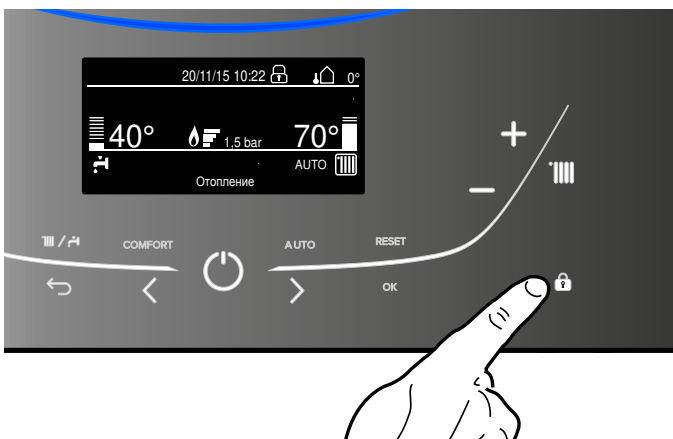 20/11/15 10:22 0°
40° 1,5 bar 70°
AUTO
Отопление
COMFORT AUTO RESET
OK